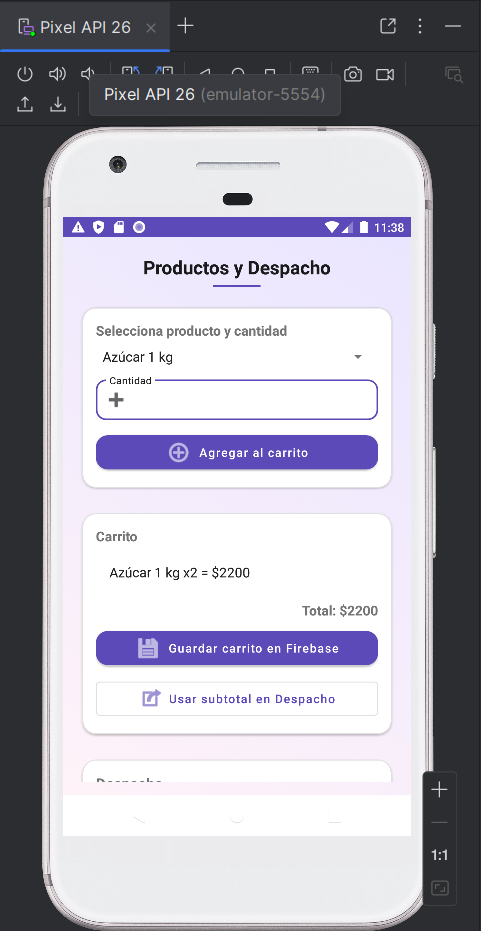 Pixel API 26
Pixel API 26 (emulator-5554)
11:38
Productos y Despacho
Selecciona producto y cantidad
Azúcar 1 kg
Cantidad
Agregar al carrito
Carrito
Azúcar 1 kg x2 = $2200
Total: $2200
Guardar carrito en Firebase
Usar subtotal en Despacho
Despacho
1:1